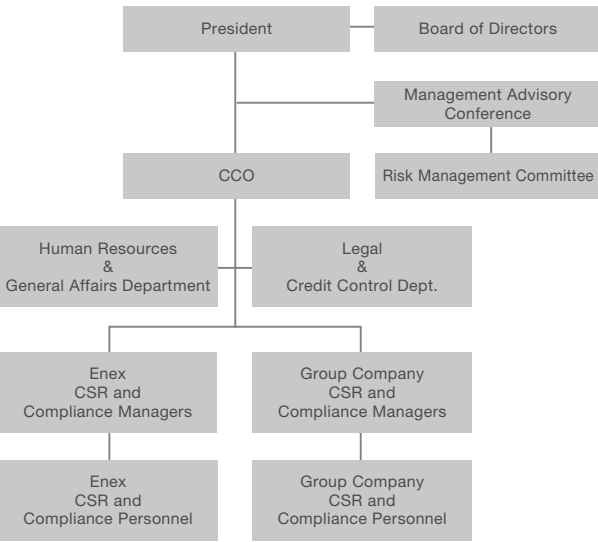 President
Board of Directors
Management Advisory
Conference
CCO
Risk Management Committee
Human Resources
&
General Affairs Department
Legal
&
Credit Control Dept.
Enex
CSR and
Compliance Managers
Group Company
CSR and
Compliance Managers
Enex
CSR and
Compliance Personnel
Group Company
CSR and
Compliance Personnel